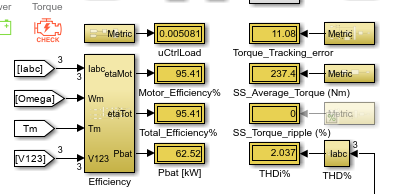 Torque
CHECK
Metric 0.005081 11.08 Metric
uCtrlLoad Torque_Tracking_error
[Iabc] 3 Iabc etaMot 95.41 237.4 Metric
Motor_Efficiency% SS_Average_Torque (Nm)
[Omega] Wm
etaTot 95.41 0 Metric
Tm Tm Total_Efficiency% SS_Torque_ripple (%)
[V123] 3 3 V123 Pbat 62.52 2.037 Iabc 3
Efficiency Pbat [kW] THDi% THD%